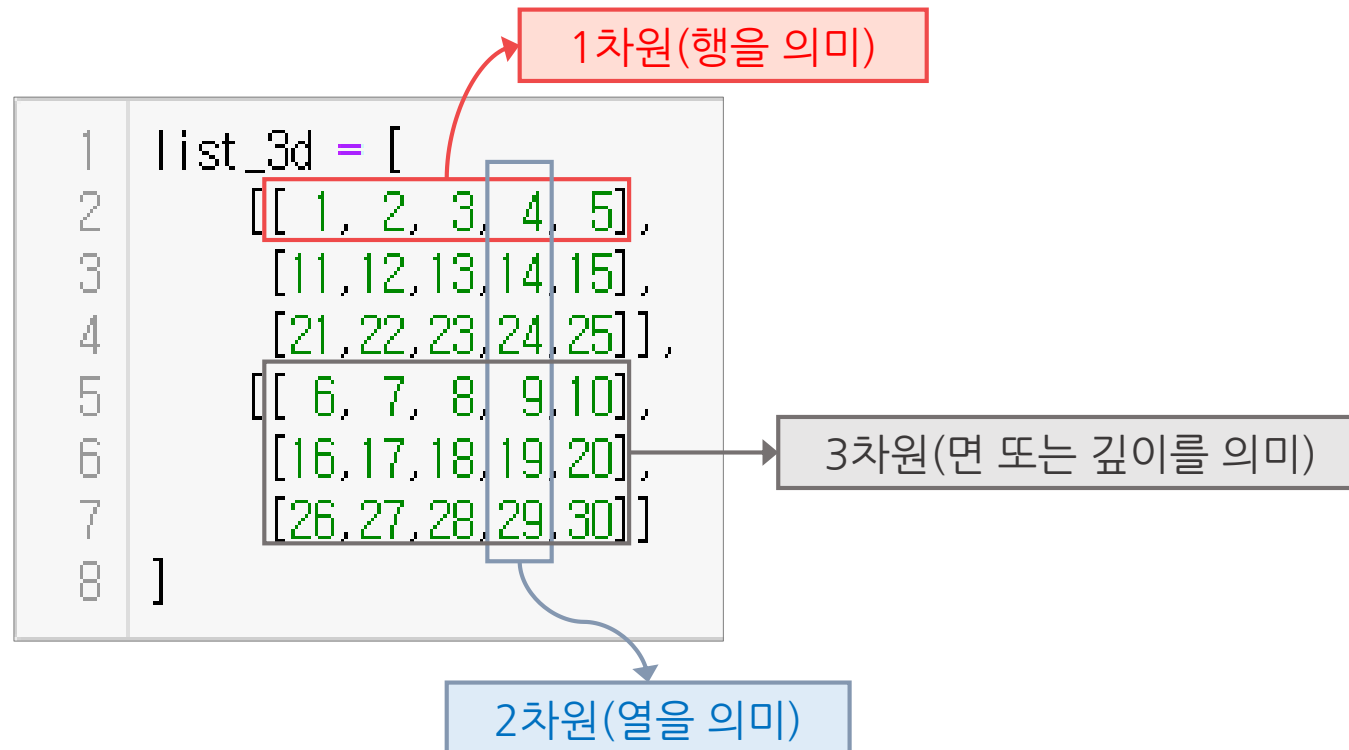 1차원(행을 의미)
1 list_3d = [
2 [[ 1, 2, 3, 4, 5],
3 [11,12,13,14,15],
4 [21,22,23,24,25]],
5 [[ 6, 7, 8, 9,10],
6 [16,17,18,19,20],
7 [26,27,28,29,30]]
8 ]
3차원(면 또는 깊이를 의미)
2차원(열을 의미)